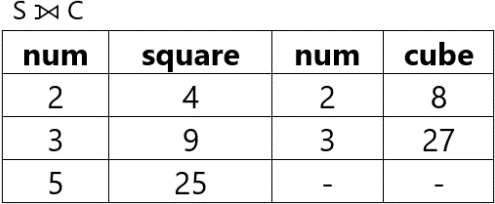 S ⋈ C
num square num cube
2 4 2 8
3 9 3 27
5 25 - -